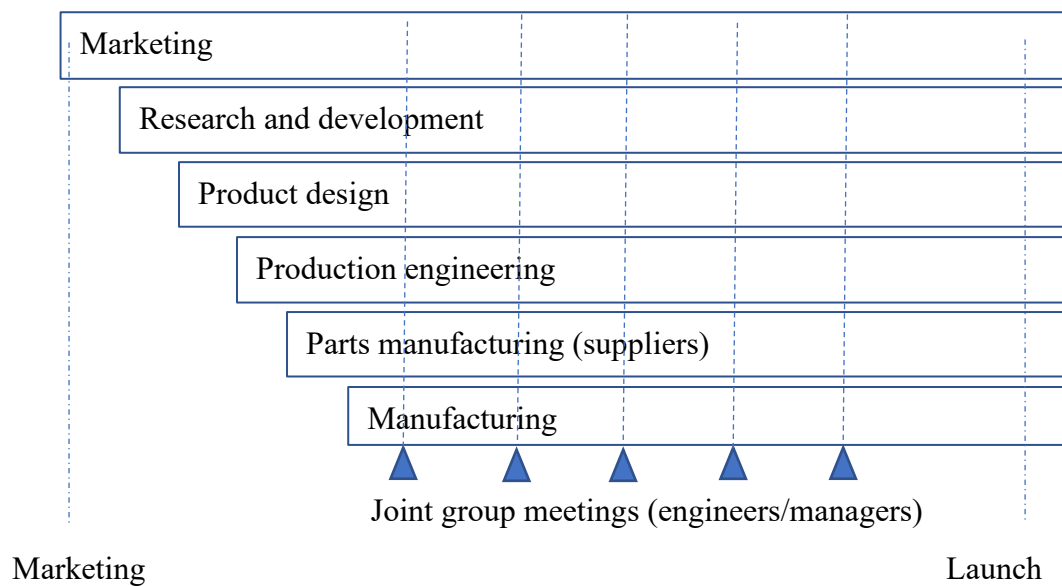 Marketing
Research and development
Product design
Production engineering
Parts manufacturing (suppliers)
Manufacturing
Joint group meetings (engineers/managers)
Marketing
Launch